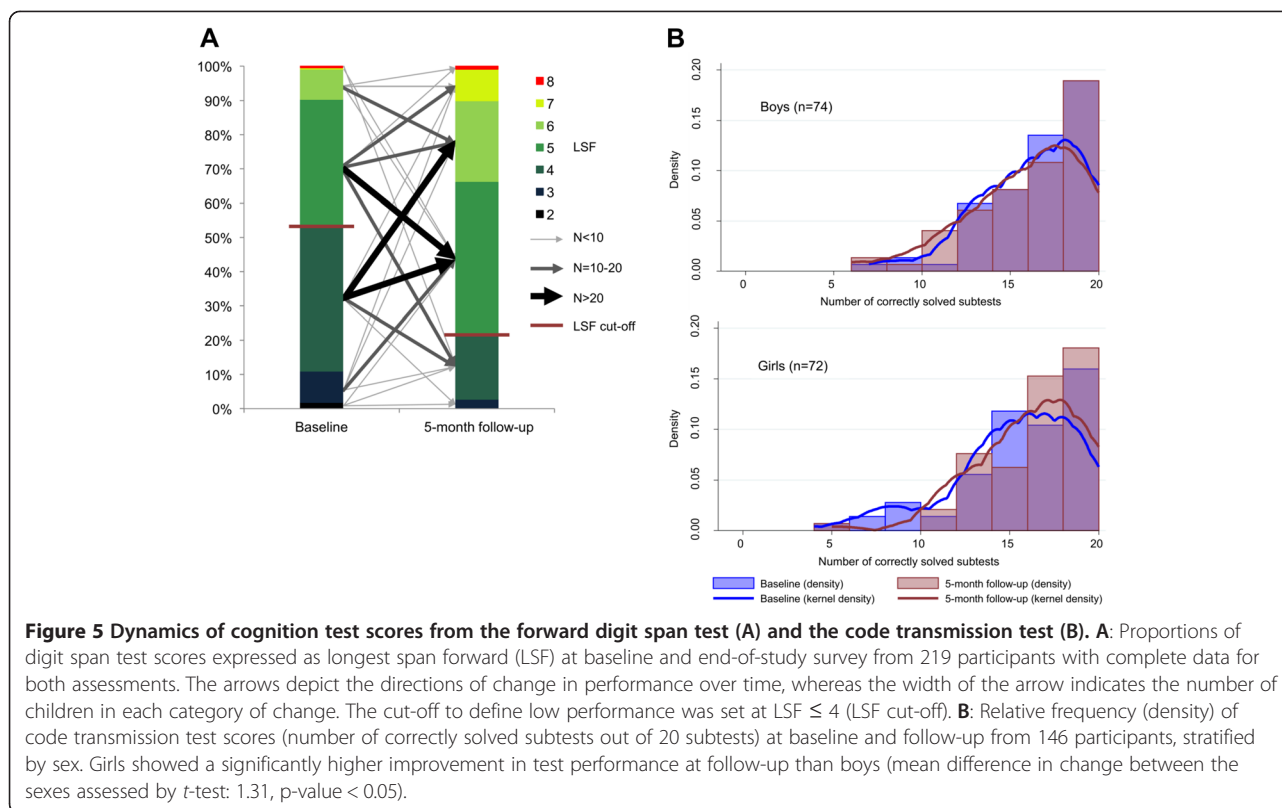 A
100%
90%
80%
70%
60%
50%
40%
30%
20%
10%
0%
Baseline
5-month follow-up
8
7
6
5 LSF
4
3
2
N<10
N=10-20
N>20
LSF cut-off
B
Boys (n=74)
Density
0.20
0.15
0.10
0.05
0.00
0 5 10 15 20
Number of correctly solved subtests
Girls (n=72)
Density
0.20
0.15
0.10
0.05
0.00
0 5 10 15 20
Number of correctly solved subtests
Baseline (density) 5-month follow-up (density)
Baseline (kernel density) 5-month follow-up (kernel density)
Figure 5 Dynamics of cognition test scores from the forward digit span test (A) and the code transmission test (B). A: Proportions of
digit span test scores expressed as longest span forward (LSF) at baseline and end-of-study survey from 219 participants with complete data for
both assessments. The arrows depict the directions of change in performance over time, whereas the width of the arrow indicates the number of
children in each category of change. The cut-off to define low performance was set at LSF ≤ 4 (LSF cut-off). B: Relative frequency (density) of
code transmission test scores (number of correctly solved subtests out of 20 subtests) at baseline and follow-up from 146 participants, stratified
by sex. Girls showed a significantly higher improvement in test performance at follow-up than boys (mean difference in change between the
sexes assessed by t-test: 1.31, p-value < 0.05).